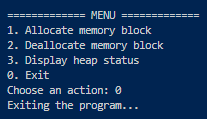 ============= MENU =============
1. Allocate memory block
2. Deallocate memory block
3. Display heap status
0. Exit
Choose an action: 0
Exiting the program...